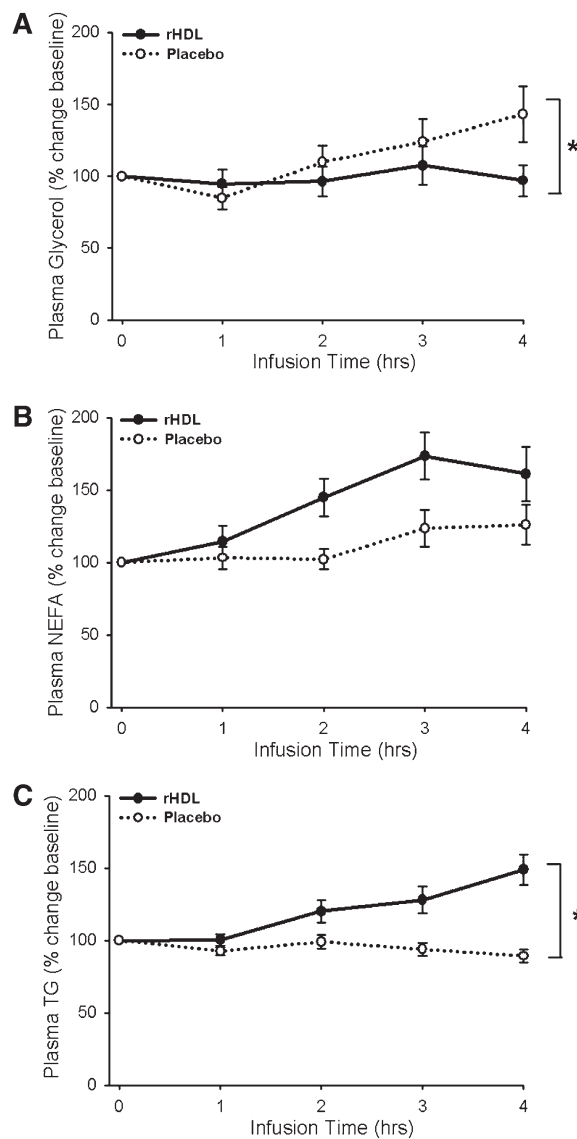 A
Plasma Glycerol (% change baseline)
200
150
100
50
0
rHDL
Placebo
*
0 1 2 3 4
Infusion Time (hrs)
B
Plasma NEFA (% change baseline)
200
150
100
50
0
rHDL
Placebo
0 1 2 3 4
Infusion Time (hrs)
C
Plasma TG (% change baseline)
200
150
100
50
0
rHDL
Placebo
*
0 1 2 3 4
Infusion Time (hrs)